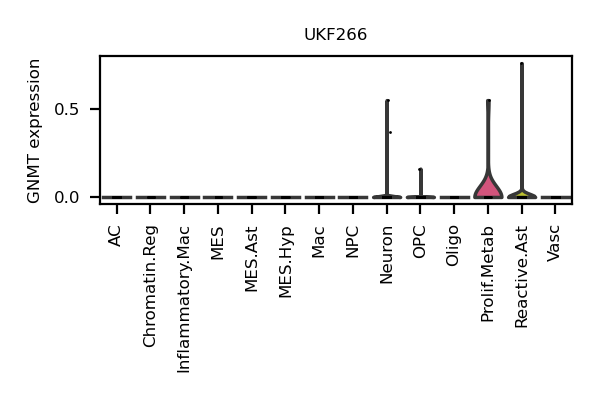 UKF266
GNMT expression
0.5
0.0
AC
Chromatin.Reg
Inflammatory.Mac
MES
MES.Ast
MES.Hyp
Mac
NPC
Neuron
OPC
Oligo
Prolif.Metab
Reactive.Ast
Vasc